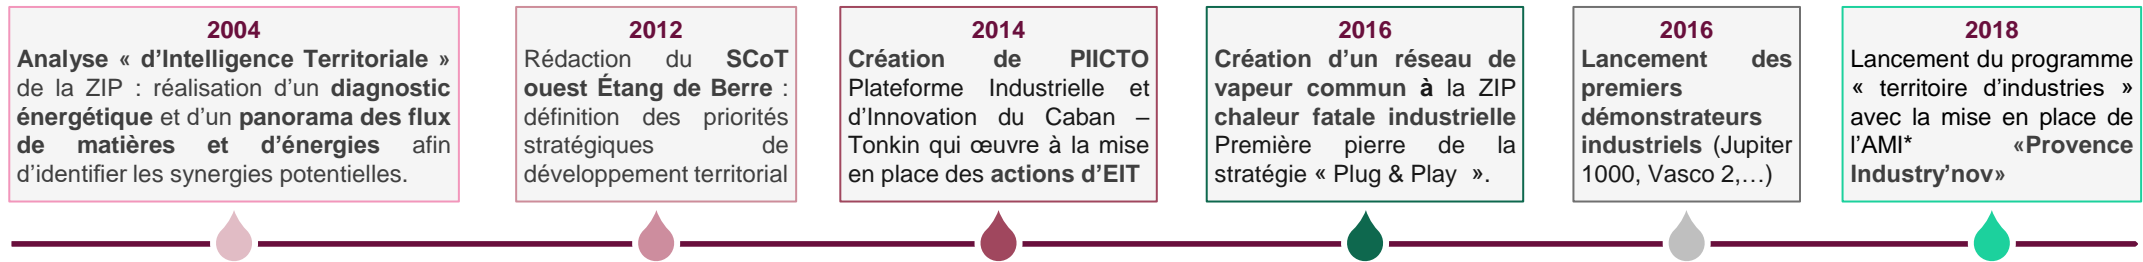 2004
Analyse « d’Intelligence Territoriale »
de la ZIP : réalisation d’un diagnostic
énergétique et d’un panorama des flux
de matières et d’énergies afin
d’identifier les synergies potentielles.
2012
Rédaction du SCoT
ouest Étang de Berre :
définition des priorités
stratégiques de
développement territorial
2014
Création de PIICTO
Plateforme Industrielle et
d’Innovation du Caban –
Tonkin qui œuvre à la mise
en place des actions d’EIT
2016
Création d’un réseau de
vapeur commun à la ZIP
chaleur fatale industrielle
Première pierre de la
stratégie « Plug & Play ».
2016
Lancement des
premiers
démonstrateurs
industriels (Jupiter
1000, Vasco 2,…)
2018
Lancement du programme
« territoire d’industries »
avec la mise en place de
l’AMI* «Provence
Industry’nov»